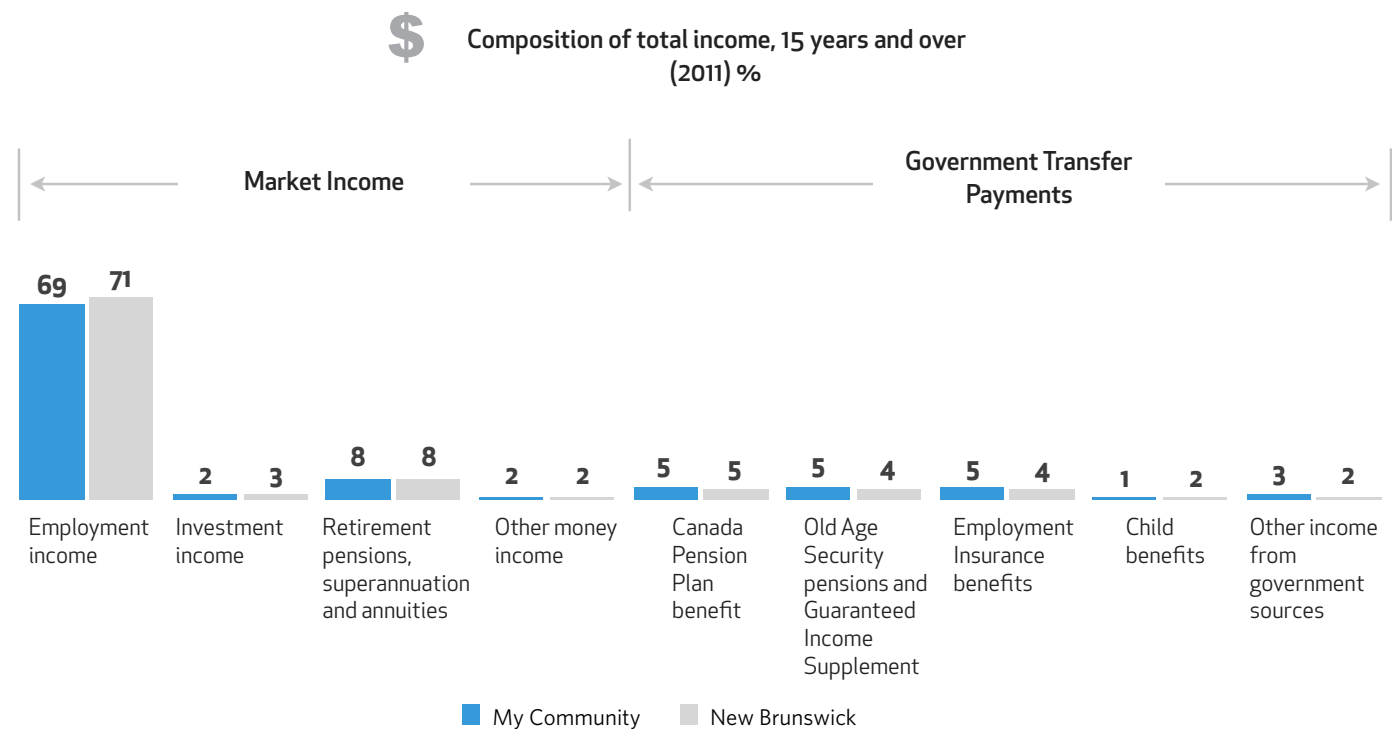 $
Composition of total income, 15 years and over
(2011) %
Market Income
Government Transfer
Payments
69
71
2
3
8
8
2
2
5
5
5
4
5
4
1
2
3
2
Employment
income
Investment
income
Retirement
pensions,
superannuation
and annuities
Other money
income
Canada
Pension
Plan
benefit
Old Age
Security
pensions and
Guaranteed
Income
Supplement
Employment
Insurance
benefits
Child
benefits
Other income
from
government
sources
My Community
New Brunswick